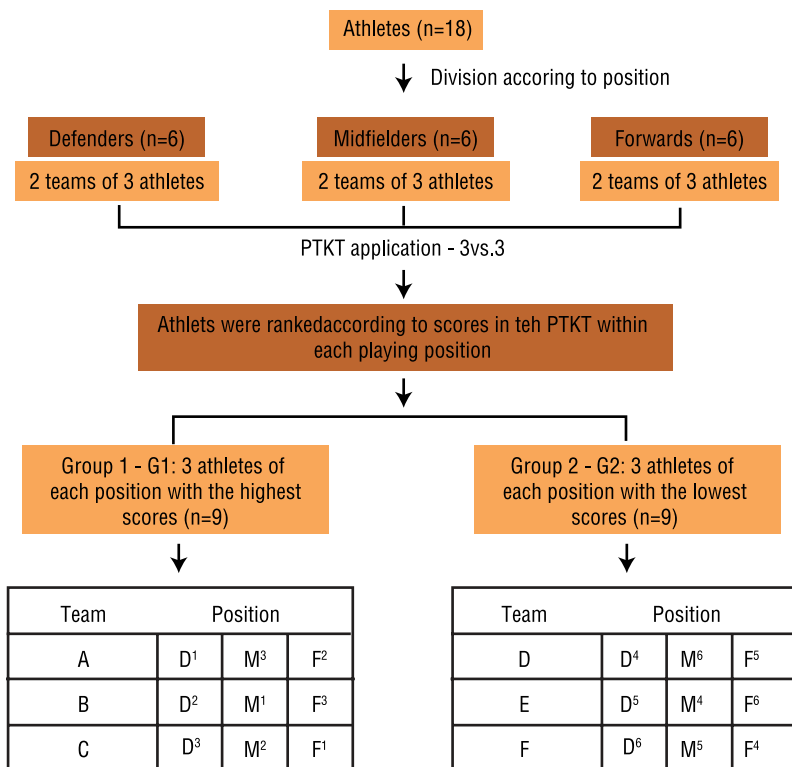 Athletes (n=18)
Division accoring to position
Defenders (n=6)
Midfielders (n=6)
Forwards (n=6)
2 teams of 3 athletes
2 teams of 3 athletes
2 teams of 3 athletes
PTKT application - 3vs.3
Athlets were rankedaccording to scores in teh PTKT within
each playing position
Group 1 - G1: 3 athletes of
each position with the highest
scores (n=9)
Group 2 - G2: 3 athletes of
each position with the lowest
scores (n=9)
Team Position
A D¹ M³ F²
B D² M¹ F³
C D³ M² F¹
Team Position
D D⁴ M⁶ F⁵
E D⁵ M⁴ F⁶
F D⁶ M⁵ F⁴